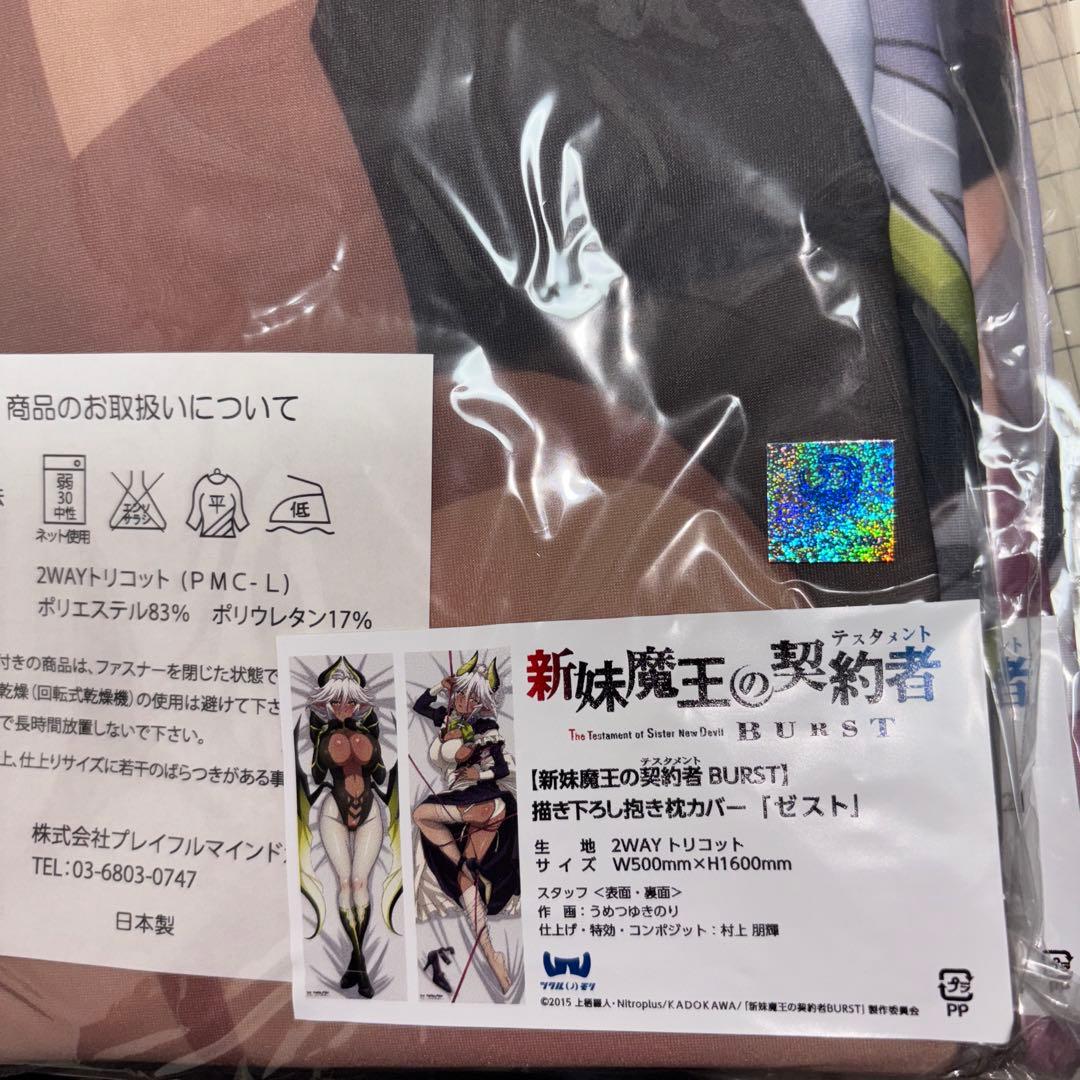 商品のお取扱いについて
弱
30
中性
エンソ
サラシ
平
低
ネット使用
2WAYトリコット (PMC-L)
ポリエステル83% ポリウレタン17%
付きの商品は、ファスナーを閉じた状態で
乾燥(回転式乾燥機)の使用は避けて下さ
で長時間放置しないで下さい。
上、仕上りサイズに若干のばらつきがある事
株式会社プレイフルマインド
TEL:03-6803-0747
日本製
テスタメント
新妹魔王の契約者
The Testament of Sister New Devil BURST
テスタメント
【新妹魔王の契約者 BURST】
描き下ろし抱き枕カバー「ゼスト」
生 地 2WAY トリコット
サイズ W500mm×H1600mm
スタッフ <表面・裏面>
作 画:うめつゆきのり
仕上げ・特効・コンポジット:村上 朋輝
ツクル(ノ)モリ
プラ
PP
©2015 上栖綴人・Nitroplus/KADOKAWA/「新妹魔王の契約者BURST」製作委員会
者